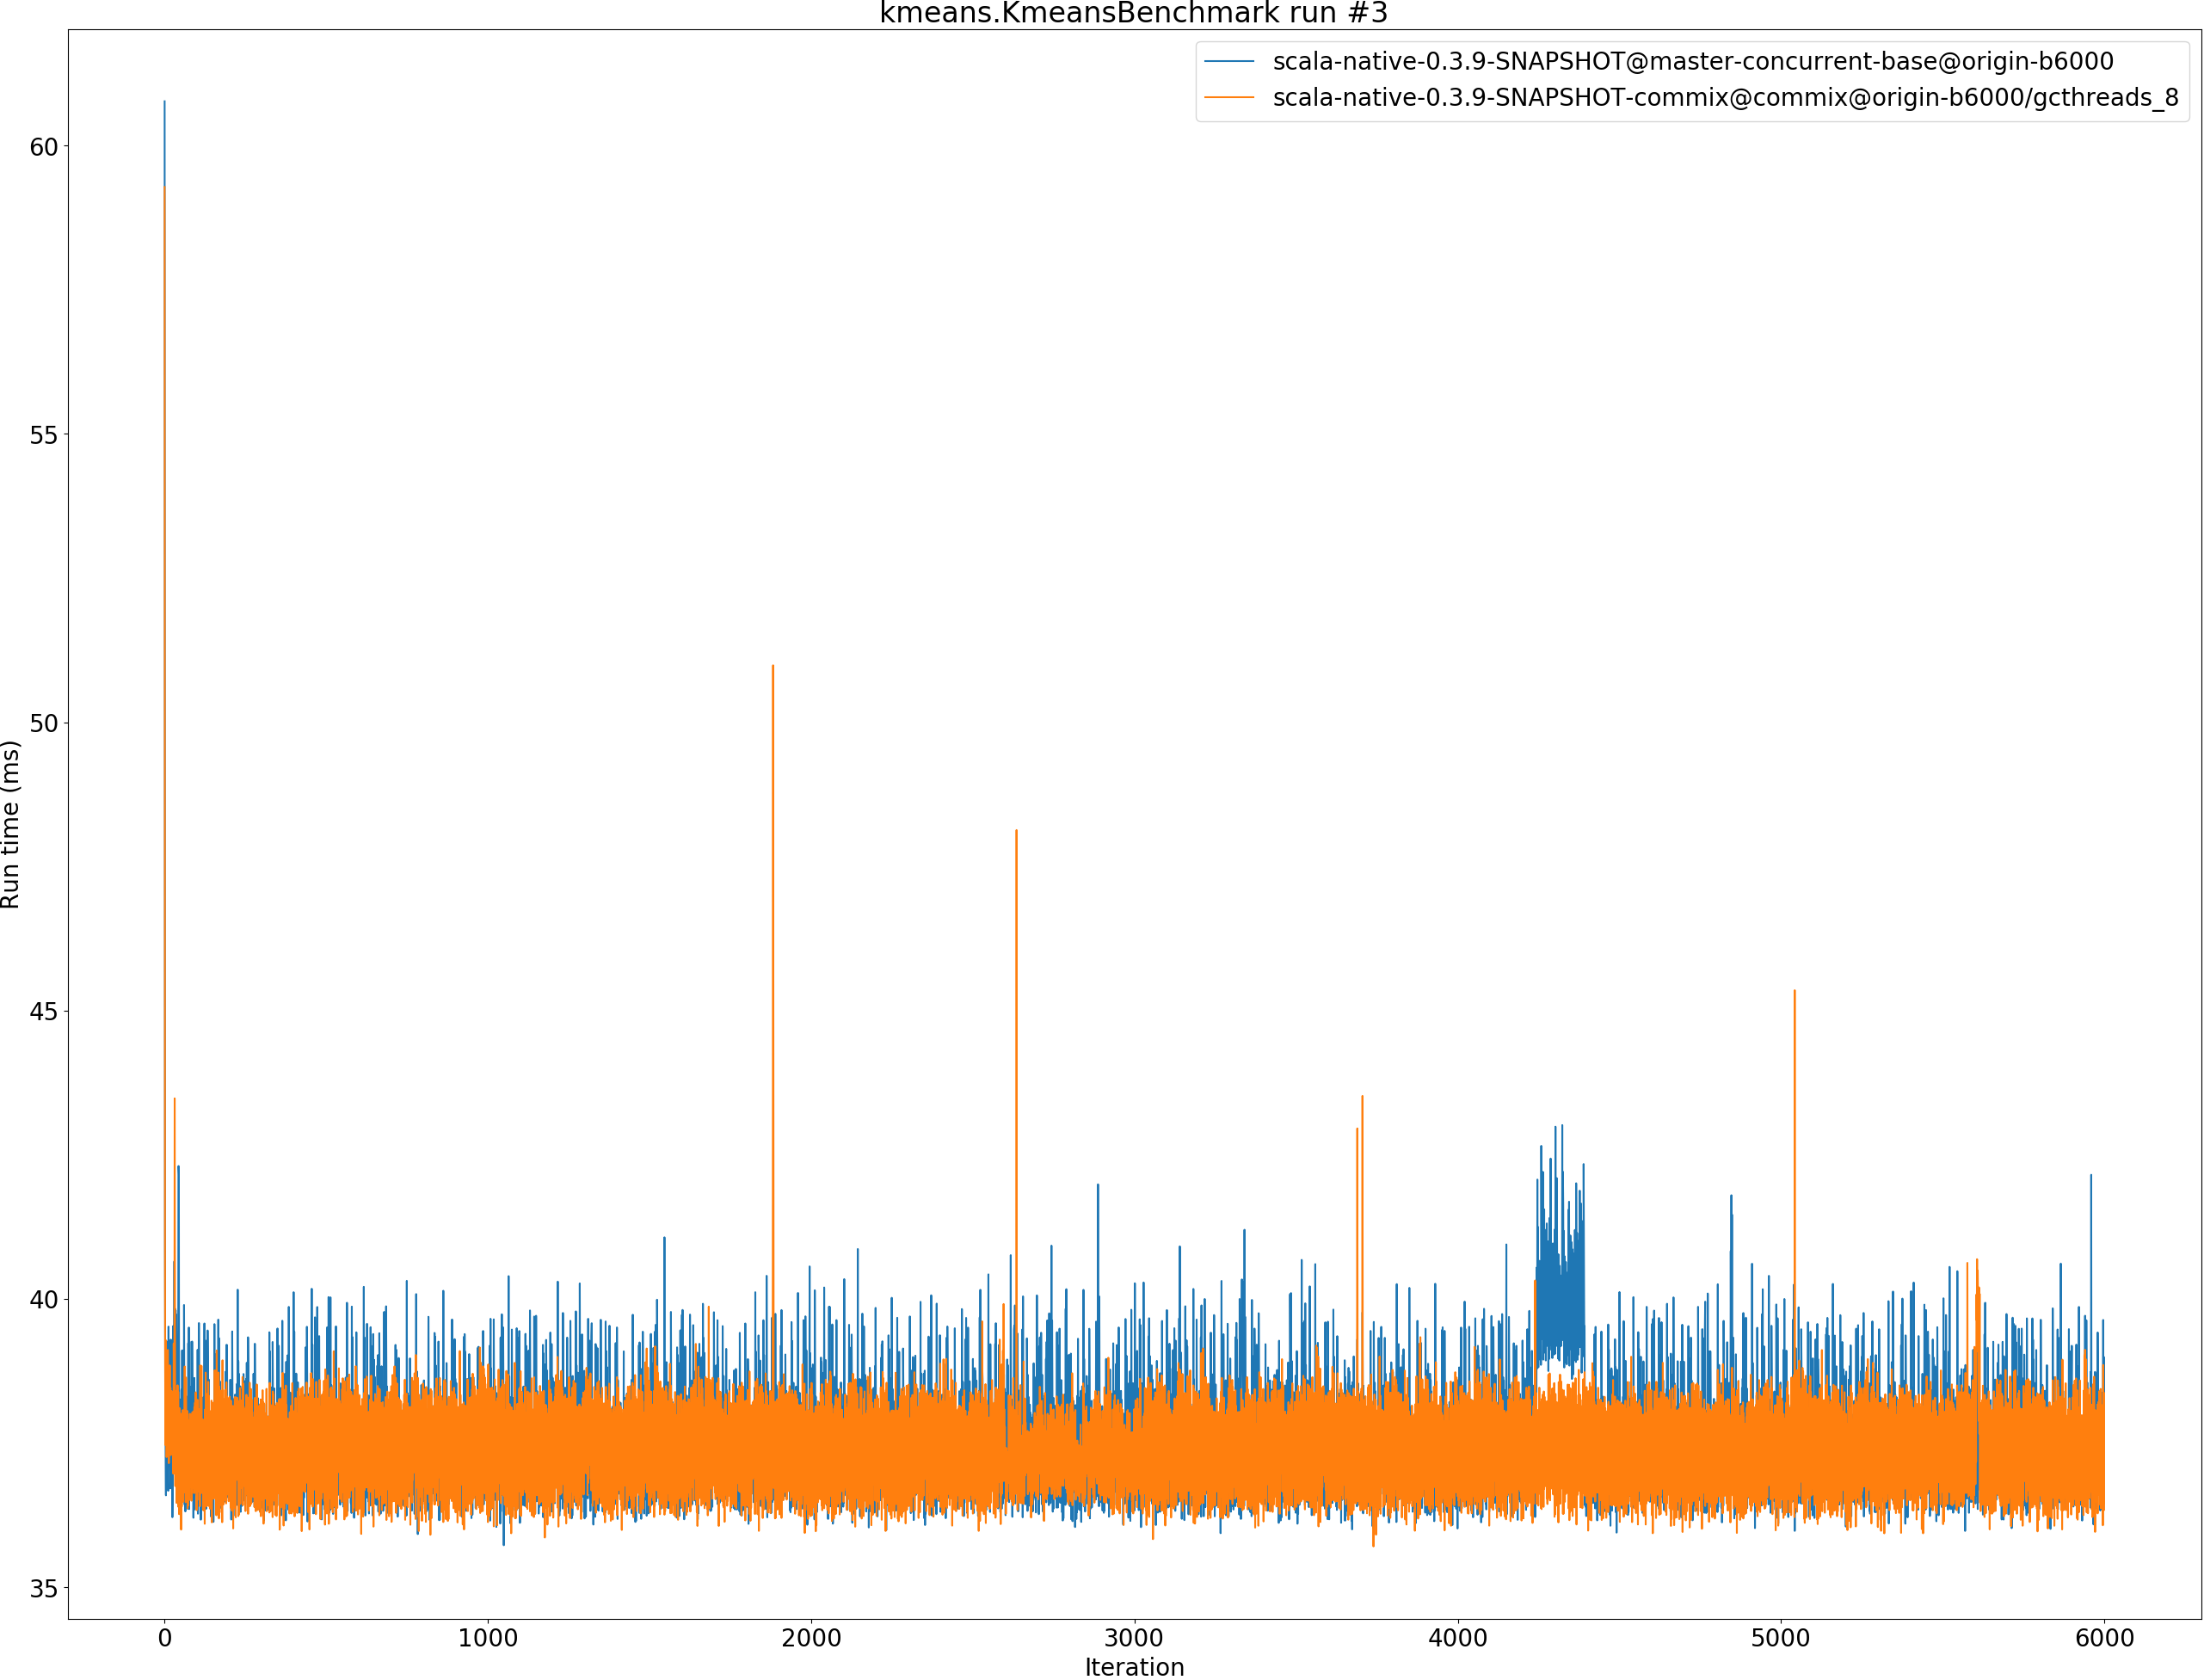 kmeans.KmeansBenchmark run #3
scala-native-0.3.9-SNAPSHOT@master-concurrent-base@origin-b6000
scala-native-0.3.9-SNAPSHOT-commix@commix@origin-b6000/gcthreads_8
60
55
50
45
40
35
Run time (ms)
0 1000 2000 3000 4000 5000 6000
Iteration